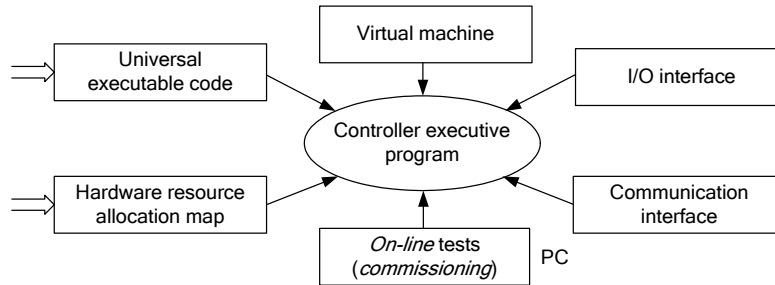 Universal
executable code
Virtual machine
I/O interface
Controller executive
program
Hardware resource
allocation map
Communication
interface
On-line tests
(commissioning)
PC